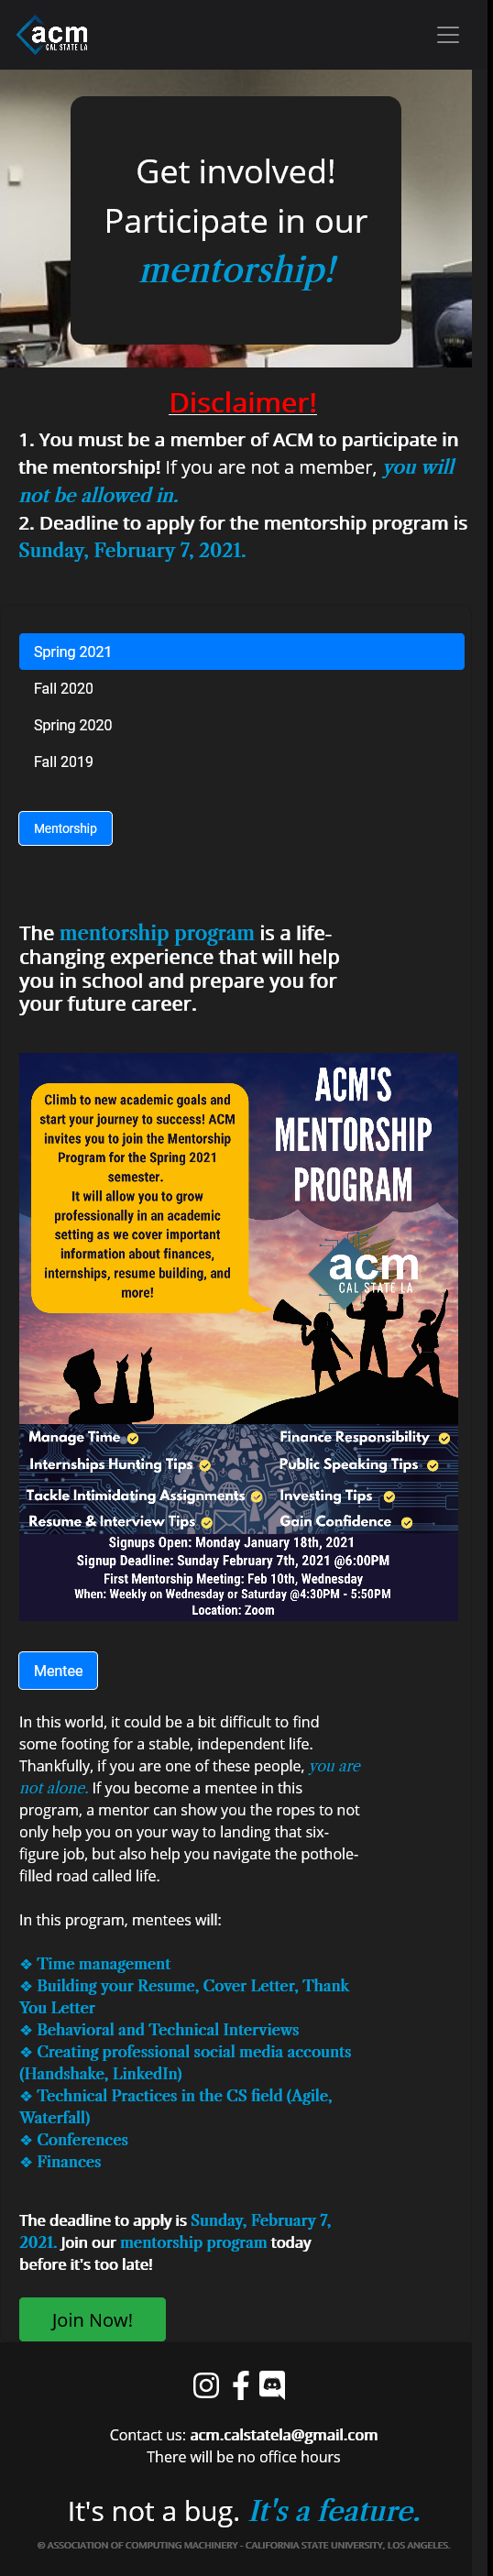 acm
CAL STATE LA
Get involved!
Participate in our
mentorship!
Disclaimer!
1. You must be a member of ACM to participate in
the mentorship! If you are not a member, you will
not be allowed in.
2. Deadline to apply for the mentorship program is
Sunday, February 7, 2021.
Spring 2021
Fall 2020
Spring 2020
Fall 2019
Mentorship
The mentorship program is a life-
changing experience that will help
you in school and prepare you for
your future career.
Climb to new academic goals and
start your journey to success! ACM
invites you to join the Mentorship
Program for the Spring 2021
semester.
It will allow you to grow
professionally in an academic
setting as we cover important
information about finances,
internships, resume building, and
more!
ACM'S
MENTORSHIP
PROGRAM
acm
CAL STATE LA
Manage Time
Internships Hunting Tips
Tackle Intimidating Assignments
Resume & Interview Tips
Finance Responsibility
Public Speaking Tips
Investing Tips
Gain Confidence
Signups Open: Monday January 18th, 2021
Signup Deadline: Sunday February 7th, 2021 @6:00PM
First Mentorship Meeting: Feb 10th, Wednesday
When: Weekly on Wednesday or Saturday @4:30PM - 5:50PM
Location: Zoom
Mentee
In this world, it could be a bit difficult to find
some footing for a stable, independent life.
Thankfully, if you are one of these people, you are
not alone. If you become a mentee in this
program, a mentor can show you the ropes to not
only help you on your way to landing that six-
figure job, but also help you navigate the pothole-
filled road called life.
In this program, mentees will:
❖ Time management
❖ Building your Resume, Cover Letter, Thank
You Letter
❖ Behavioral and Technical Interviews
❖ Creating professional social media accounts
(Handshake, LinkedIn)
❖ Technical Practices in the CS field (Agile,
Waterfall)
❖ Conferences
❖ Finances
The deadline to apply is Sunday, February 7,
2021. Join our mentorship program today
before it's too late!
Join Now!
Contact us: acm.calstatela@gmail.com
There will be no office hours
It's not a bug. It's a feature.
© ASSOCIATION OF COMPUTING MACHINERY - CALIFORNIA STATE UNIVERSITY, LOS ANGELES.